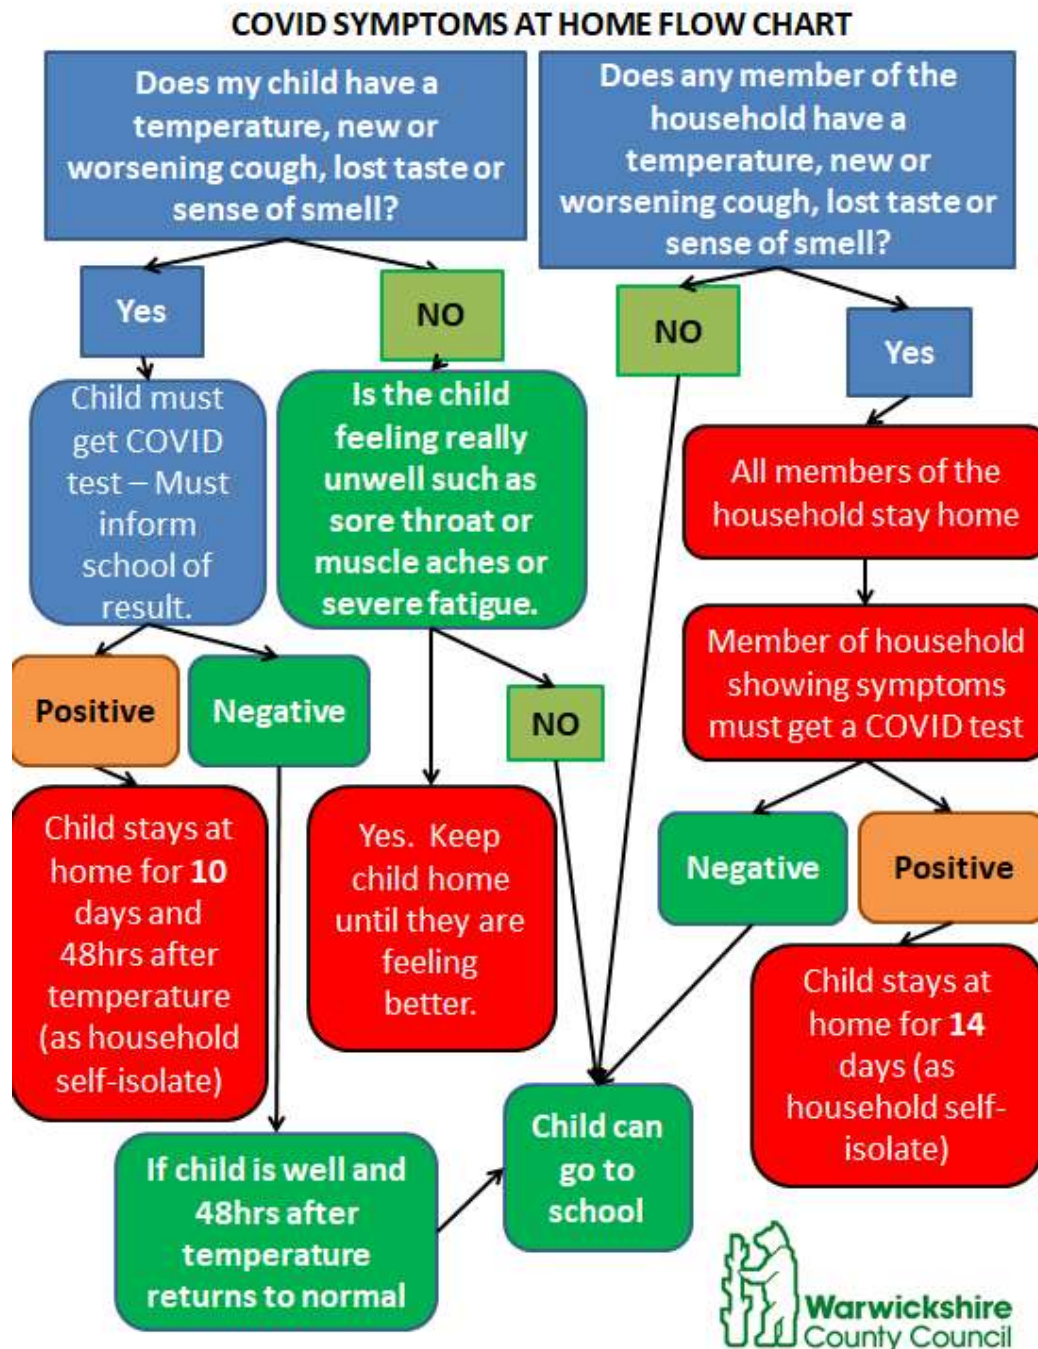 COVID SYMPTOMS AT HOME FLOW CHART
Does my child have a
temperature, new or
worsening cough, lost taste or
sense of smell?
Does any member of the
household have a
temperature, new or
worsening cough, lost taste or
sense of smell?
Yes
NO
NO
Yes
Child must
get COVID
test – Must
inform
school of
result.
Is the child
feeling really
unwell such as
sore throat or
muscle aches or
severe fatigue.
All members of the
household stay home
Member of household
showing symptoms
must get a COVID test
Positive
Negative
NO
Child stays at
home for 10
days and
48hrs after
temperature
(as household
self-isolate)
Yes. Keep
child home
until they are
feeling
better.
Negative
Positive
Child stays at
home for 14
days (as
household self-
isolate)
If child is well and
48hrs after
temperature
returns to normal
Child can
go to
school
Warwickshire
County Council